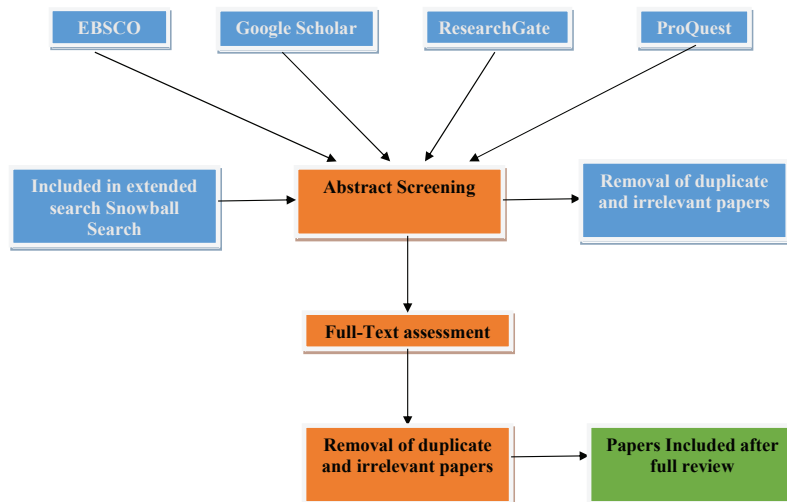 EBSCO
Google Scholar
ResearchGate
ProQuest
Included in extended
search Snowball
Search
Abstract Screening
Removal of duplicate
and irrelevant papers
Full-Text assessment
Removal of duplicate
and irrelevant papers
Papers Included after
full review